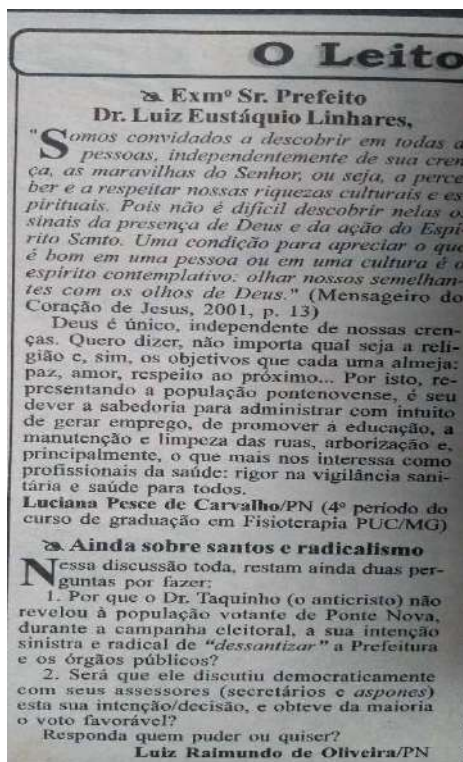 O Leito
Exmº Sr. Prefeito
Dr. Luiz Eustáquio Linhares,
"Somos convidados a descobrir em todas a
pessoas, independentemente de sua cren-
ça, as maravilhas do Senhor, ou seja, a perce
ber e a respeitar nossas riquezas culturais e es
pirituais. Pois não é difícil descobrir nelas os
sinais da presença de Deus e da ação do Espí-
rito Santo. Uma condição para apreciar o que
é bom em uma pessoa ou em uma cultura é o
espírito contemplativo: olhar nossos semelhan-
tes com os olhos de Deus." (Mensageiro do
Coração de Jesus, 2001, p. 13)
Deus é único, independente de nossas cren-
ças. Quero dizer, não importa qual seja a reli-
gião e, sim, os objetivos que cada uma almeja:
paz, amor, respeito ao próximo... Por isto, re-
presentando a população pontenovense, é seu
dever a sabedoria para administrar com intuito
de gerar emprego, de promover à educação, a
manutenção e limpeza das ruas, arborização e,
principalmente, o que mais nos interessa como
profissionais da saúde: rigor na vigilância sani-
tária e saúde para todos.
Luciana Pesce de Carvalho/PN (4º período do
curso de graduação em Fisioterapia PUC/MG)
Ainda sobre santos e radicalismo
Nessa discussão toda, restam ainda duas per-
guntas por fazer:
1. Por que o Dr. Taquinho (o anticristo) não
revelou à população votante de Ponte Nova,
durante a campanha eleitoral, a sua intenção
sinistra e radical de "dessantizar" a Prefeitura
e os órgãos públicos?
2. Será que ele discutiu democraticamente
com seus assessores (secretários e aspones)
esta sua intenção/decisão, e obteve da maioria
o voto favorável?
Responda quem puder ou quiser?
Luiz Raimundo de Oliveira/PN